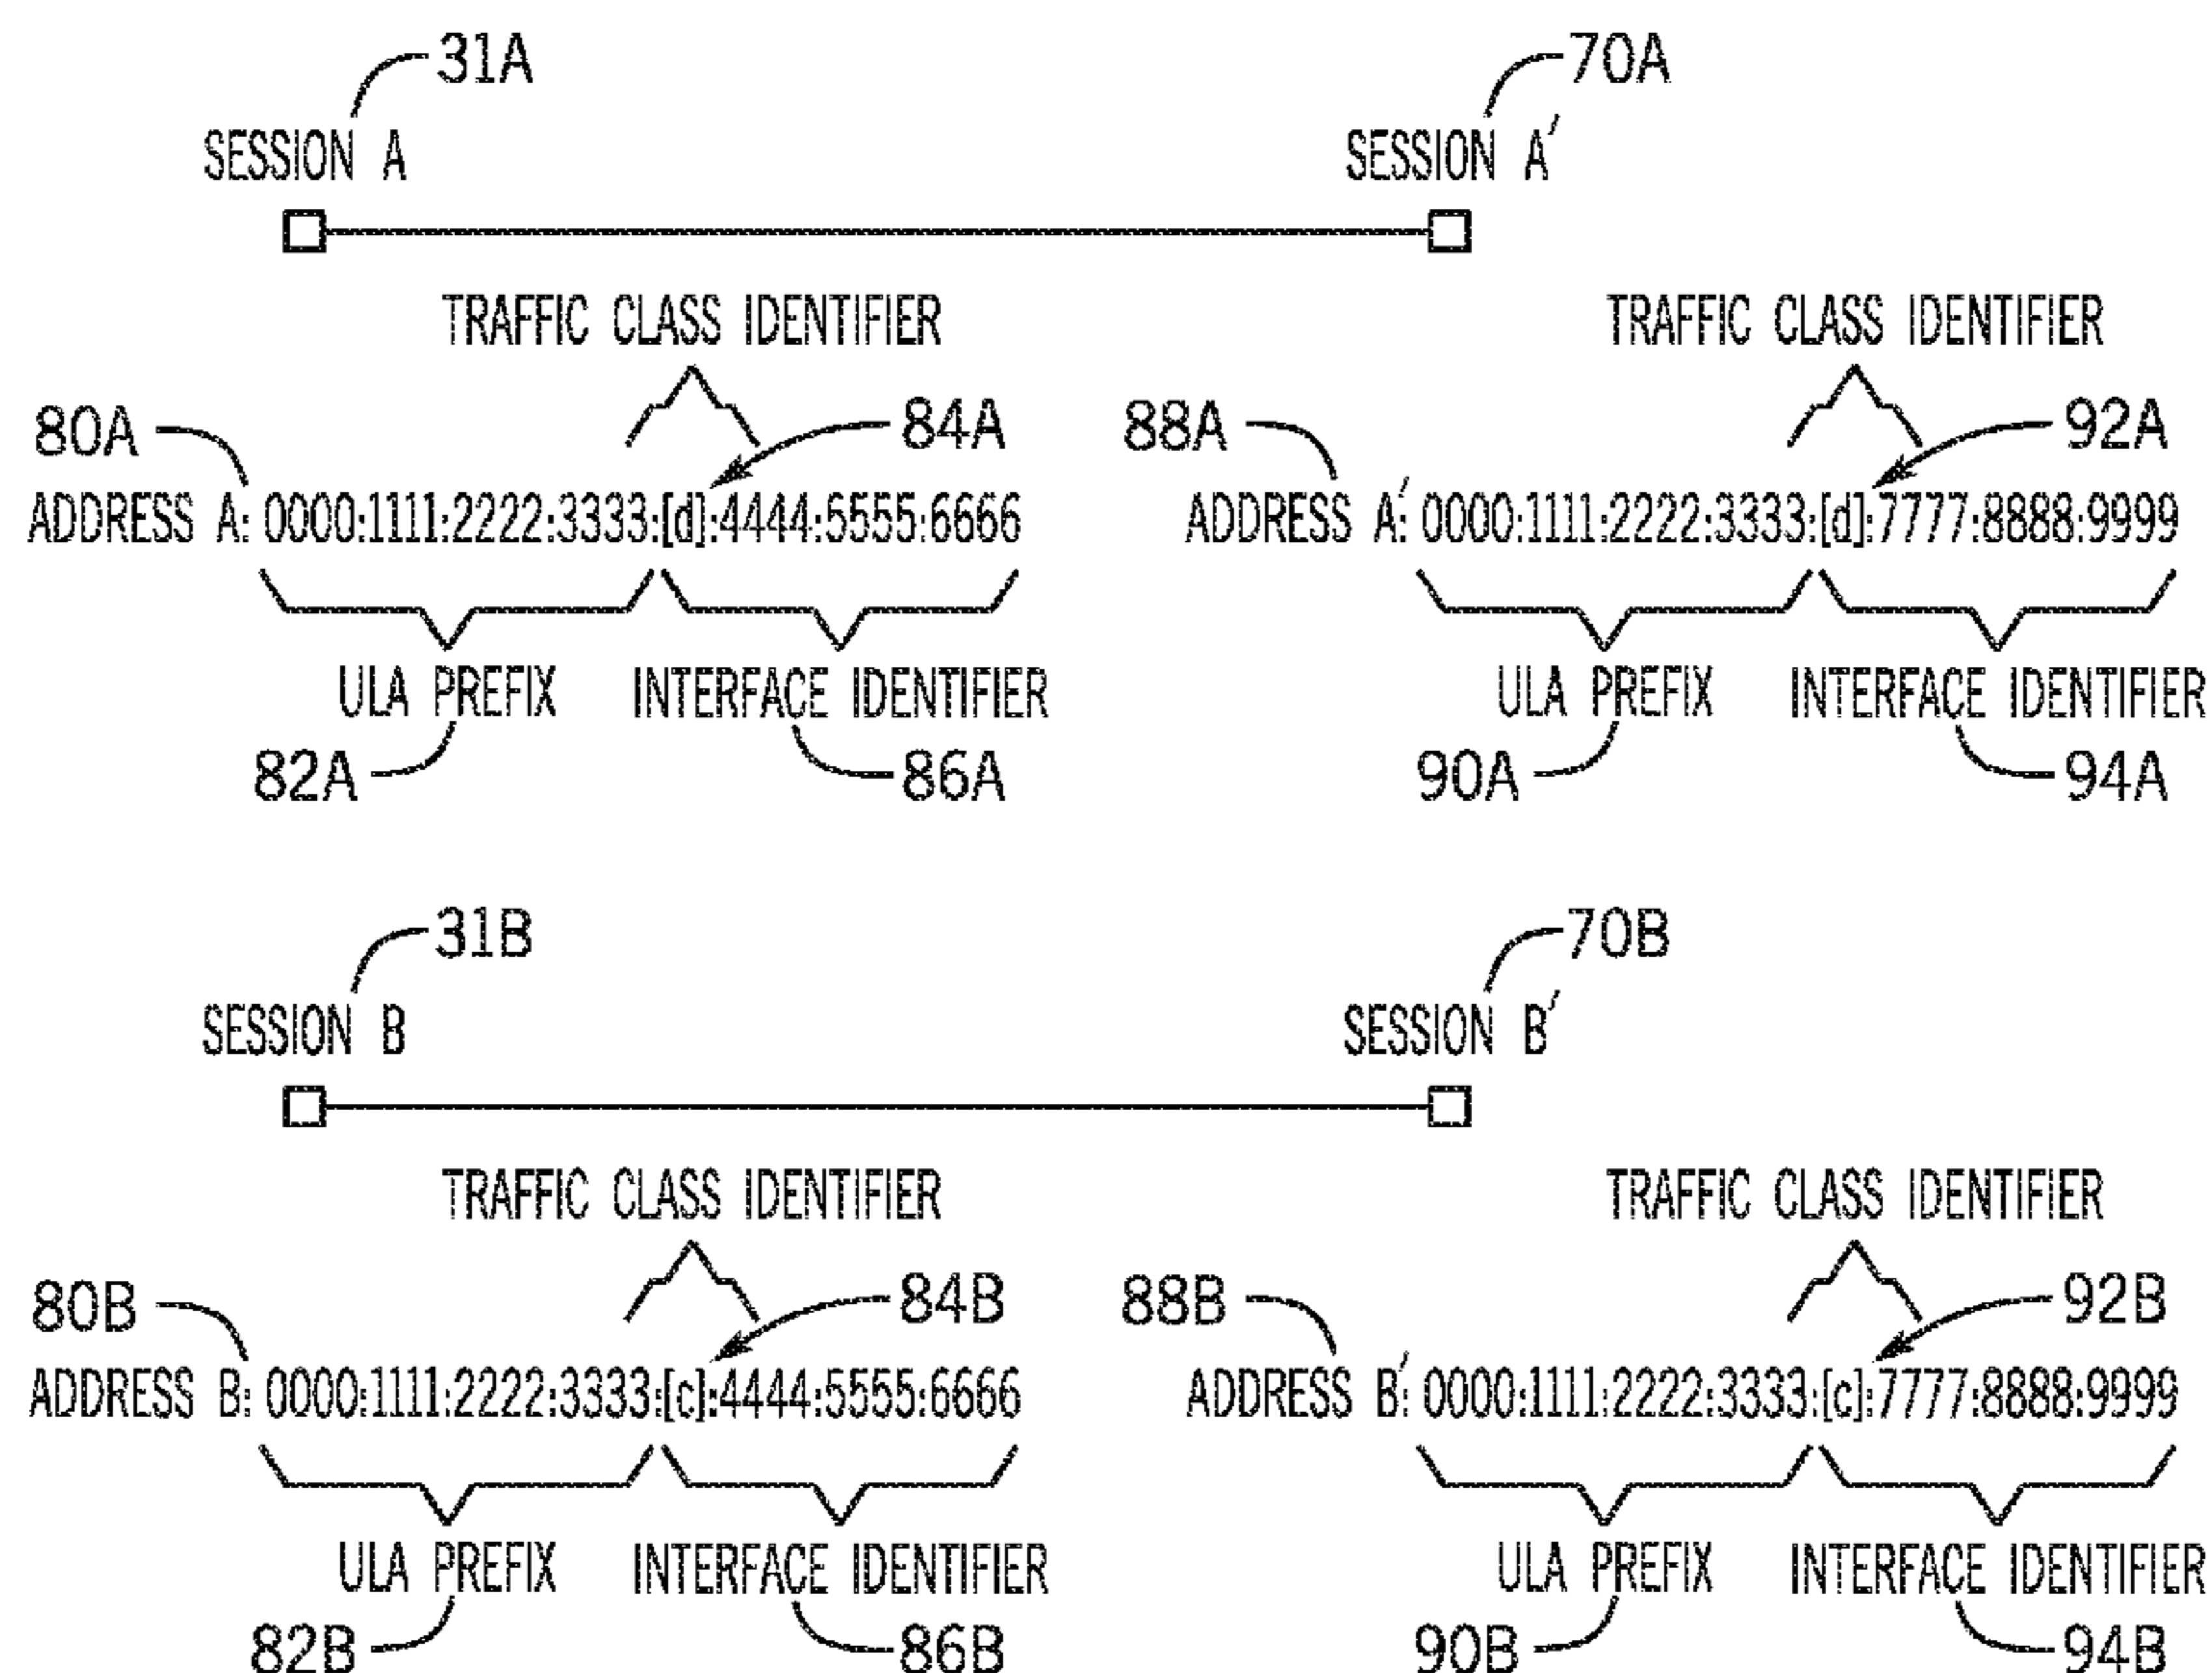 31A 70A
SESSION A SESSION A'
TRAFFIC CLASS IDENTIFIER TRAFFIC CLASS IDENTIFIER
80A 84A 88A 92A
ADDRESS A: 0000:1111:2222:3333:[d]:4444:5555:6666 ADDRESS A': 0000:1111:2222:3333:[d]:7777:8888:9999
ULA PREFIX INTERFACE IDENTIFIER ULA PREFIX INTERFACE IDENTIFIER
82A 86A 90A 94A
31B 70B
SESSION B SESSION B'
TRAFFIC CLASS IDENTIFIER TRAFFIC CLASS IDENTIFIER
80B 84B 88B 92B
ADDRESS B: 0000:1111:2222:3333:[c]:4444:5555:6666 ADDRESS B': 0000:1111:2222:3333:[c]:7777:8888:9999
ULA PREFIX INTERFACE IDENTIFIER ULA PREFIX INTERFACE IDENTIFIER
82B 86B 90B 94B